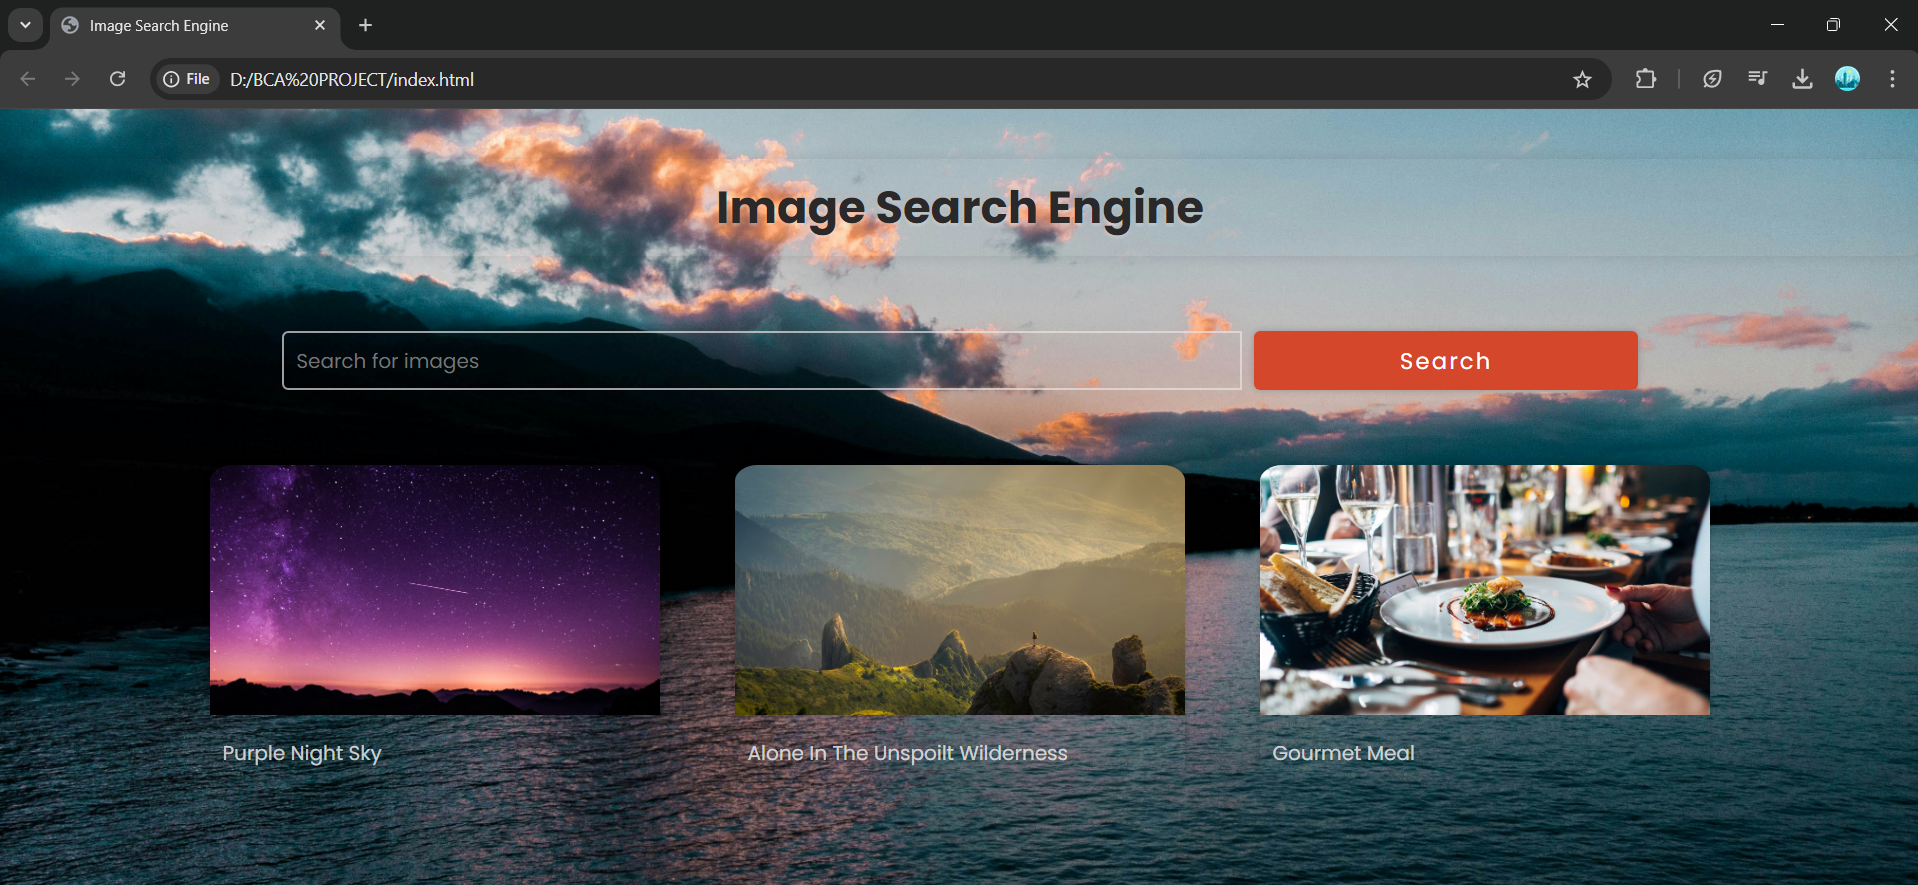 Image Search Engine
File D:/BCA%20PROJECT/index.html
Image Search Engine
Search for images
Search
Purple Night Sky
Alone In The Unspoilt Wilderness
Gourmet Meal